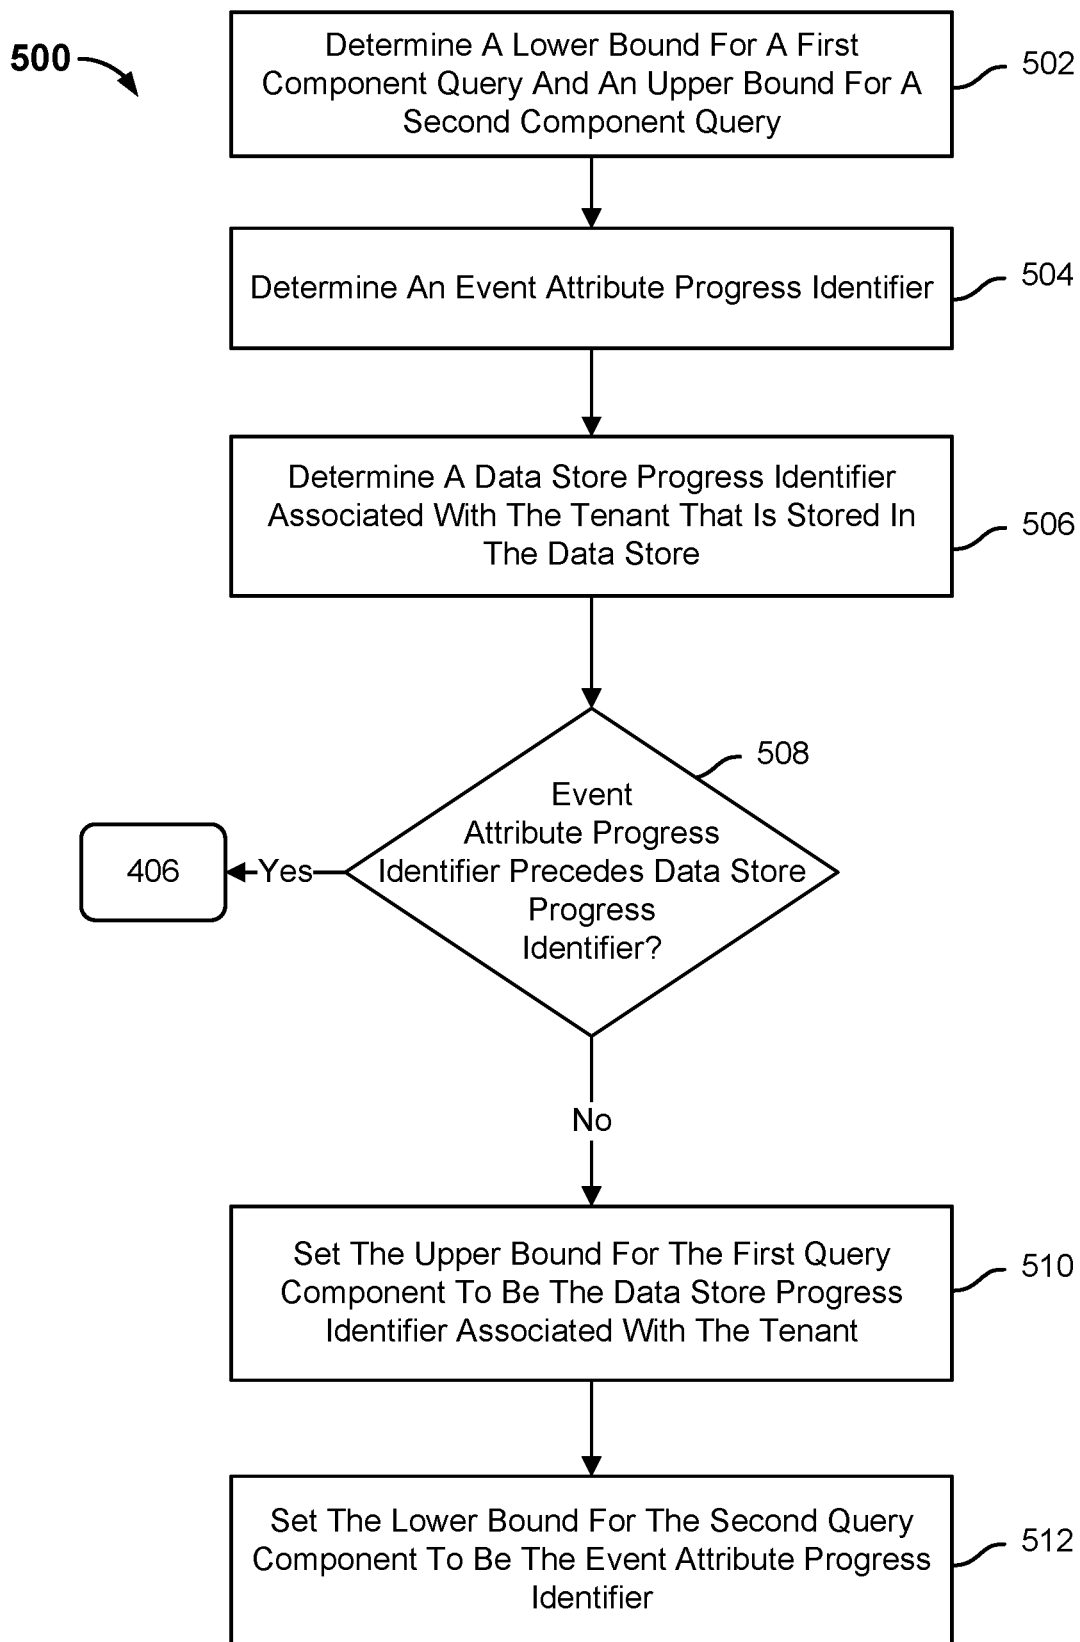 500
Determine A Lower Bound For A First
Component Query And An Upper Bound For A
Second Component Query
502
Determine An Event Attribute Progress Identifier
504
Determine A Data Store Progress Identifier
Associated With The Tenant That Is Stored In
The Data Store
506
508
Event
Attribute Progress
Identifier Precedes Data Store
Progress
Identifier?
406
Yes
No
Set The Upper Bound For The First Query
Component To Be The Data Store Progress
Identifier Associated With The Tenant
510
Set The Lower Bound For The Second Query
Component To Be The Event Attribute Progress
Identifier
512